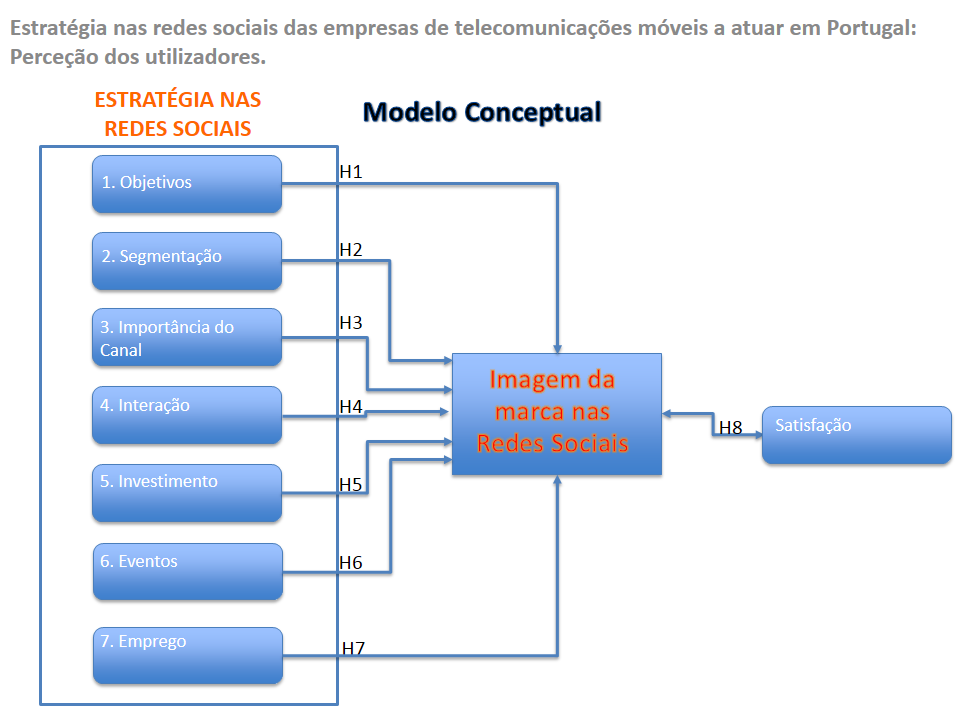 Estratégia nas redes sociais das empresas de telecomunicações móveis a atuar em Portugal:
Perceção dos utilizadores.
ESTRATÉGIA NAS
REDES SOCIAIS
Modelo Conceptual
1. Objetivos
H1
2. Segmentação
H2
3. Importância do
Canal
H3
4. Interação
H4
5. Investimento
H5
6. Eventos
H6
7. Emprego
H7
Imagem da
marca nas
Redes Sociais
H8
Satisfação